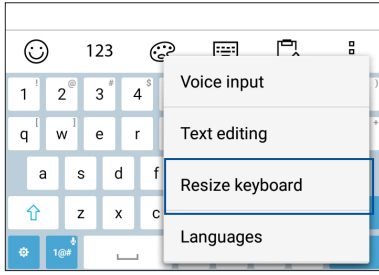 123
Voice input
1 ! 2 @ 3 # 4 $ )
Text editing
q [ w ] e r
Resize keyboard
a s d f
z x c
Languages
1@#